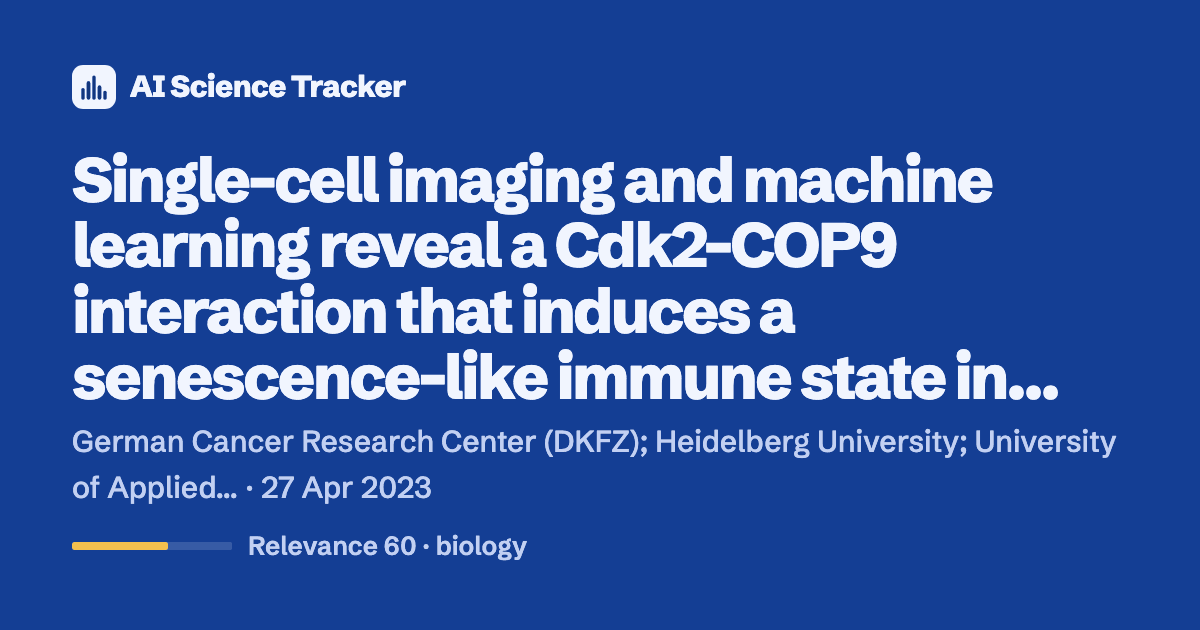 AI Science Tracker
Single-cell imaging and machine
learning reveal a Cdk2-COP9
interaction that induces a
senescence-like immune state in...
German Cancer Research Center (DKFZ); Heidelberg University; University
of Applied... · 27 Apr 2023
Relevance 60 · biology